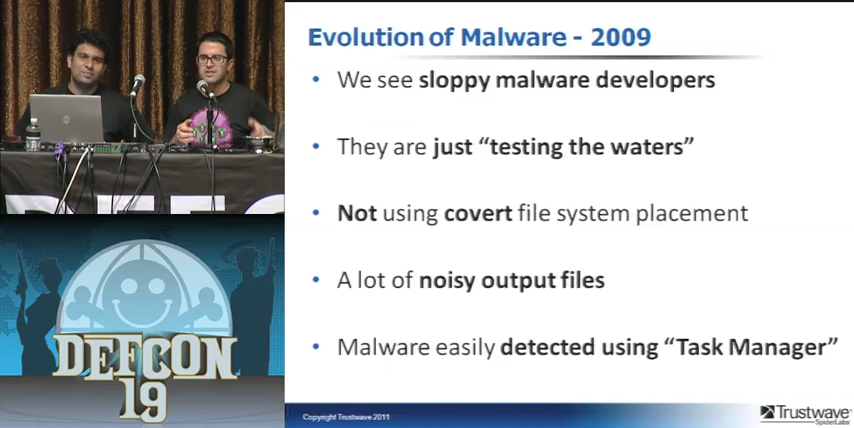 Evolution of Malware - 2009
• We see sloppy malware developers
• They are just “testing the waters”
• Not using covert file system placement
• A lot of noisy output files
• Malware easily detected using “Task Manager”
DEFCON
19
Copyright Trustwave 2011
Trustwave
SpiderLabs